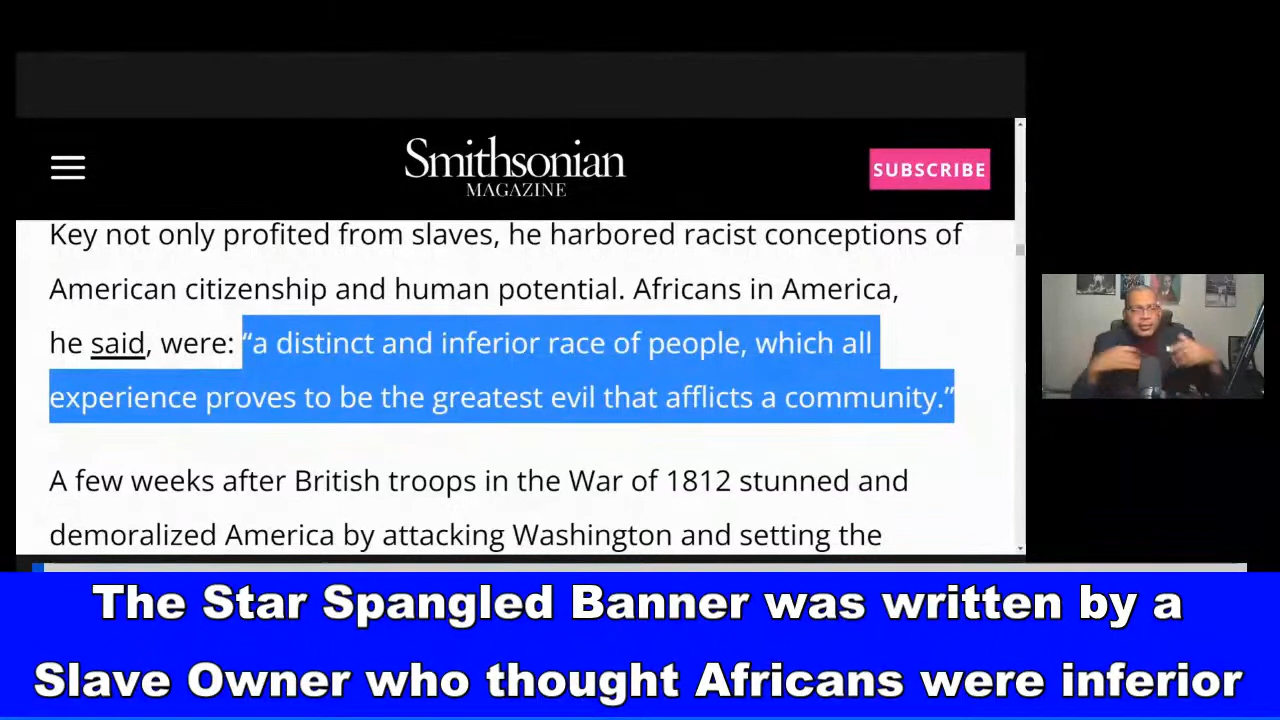 Smithsonian
MAGAZINE
SUBSCRIBE
Key not only profited from slaves, he harbored racist conceptions of
American citizenship and human potential. Africans in America,
he said, were: “a distinct and inferior race of people, which all
experience proves to be the greatest evil that afflicts a community.”
A few weeks after British troops in the War of 1812 stunned and
demoralized America by attacking Washington and setting the
The Star Spangled Banner was written by a
Slave Owner who thought Africans were inferior